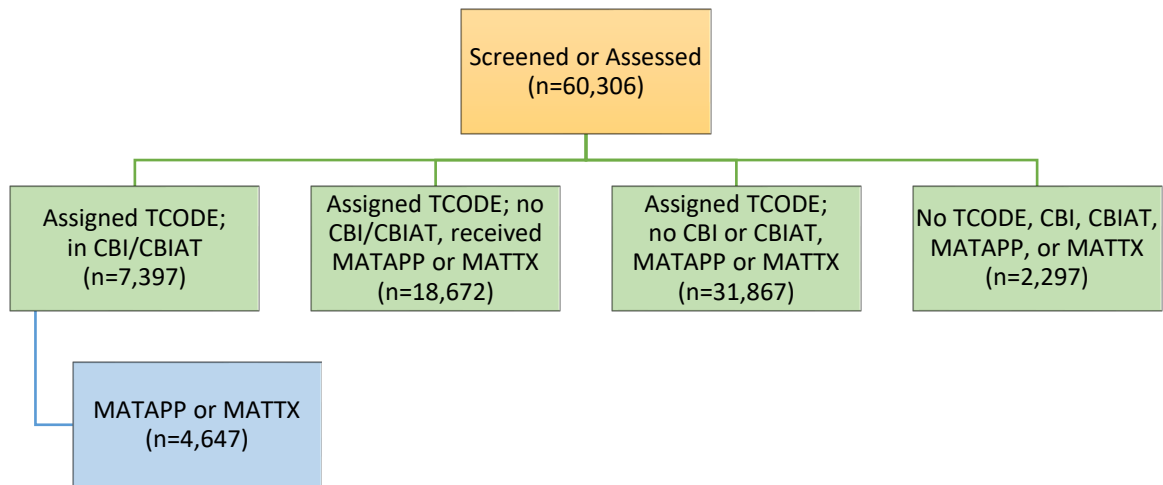 Screened or Assessed
(n=60,306)
Assigned TCODE;
in CBI/CBIAT
(n=7,397)
Assigned TCODE; no
CBI/CBIAT, received
MATAPP or MATTX
(n=18,672)
Assigned TCODE;
no CBI or CBIAT,
MATAPP or MATTX
(n=31,867)
No TCODE, CBI, CBIAT,
MATAPP, or MATTX
(n=2,297)
MATAPP or MATTX
(n=4,647)